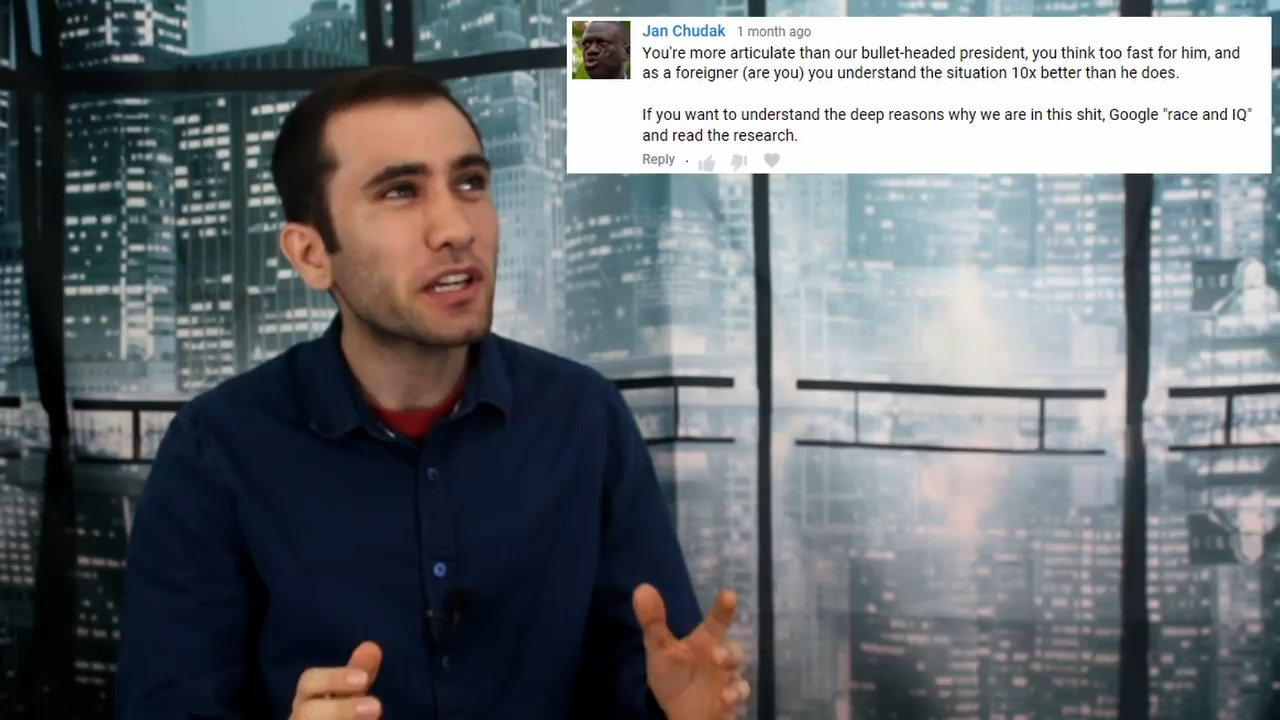 Jan Chudak 1 month ago
You're more articulate than our bullet-headed president, you think too fast for him, and
as a foreigner (are you) you understand the situation 10x better than he does.
If you want to understand the deep reasons why we are in this shit, Google "race and IQ"
and read the research.
Reply ·